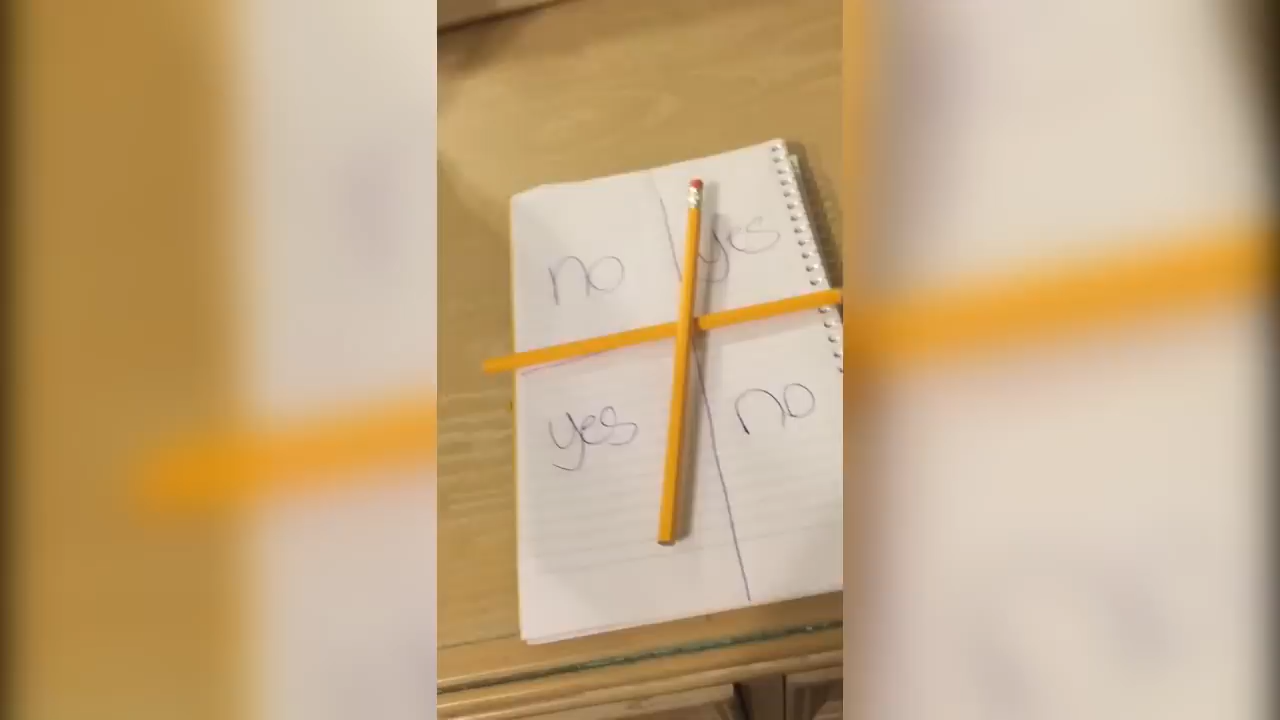 no yes
yes no